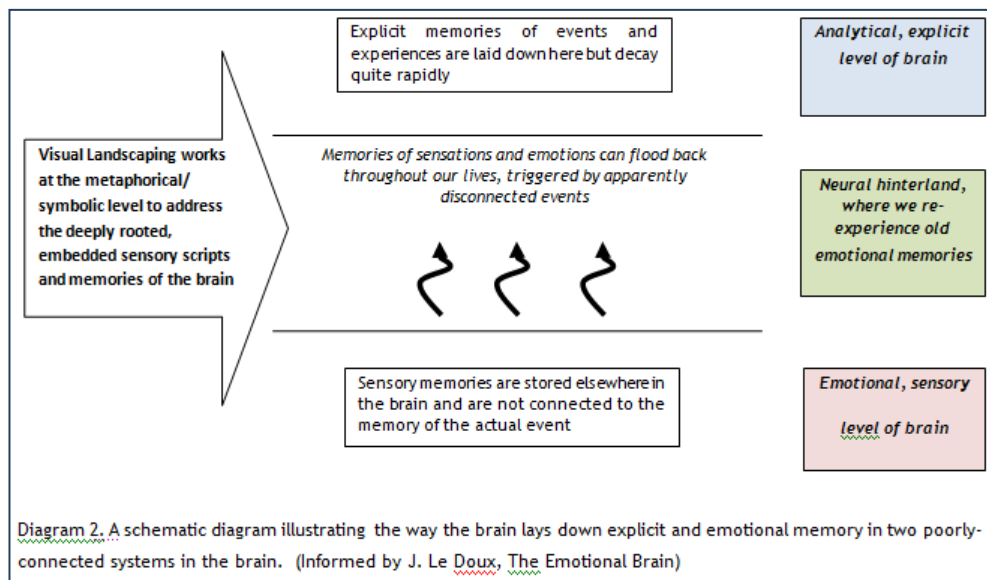 Explicit memories of events and
experiences are laid down here but decay
quite rapidly
Analytical, explicit
level of brain
Visual Landscaping works
at the metaphorical/
symbolic level to address
the deeply rooted,
embedded sensory scripts
and memories of the brain
Memories of sensations and emotions can flood back
throughout our lives, triggered by apparently
disconnected events
Neural hinterland,
where we re-
experience old
emotional memories
Sensory memories are stored elsewhere in
the brain and are not connected to the
memory of the actual event
Emotional, sensory
level of brain
Diagram 2. A schematic diagram illustrating the way the brain lays down explicit and emotional memory in two poorly-
connected systems in the brain. (Informed by J. Le Doux, The Emotional Brain)